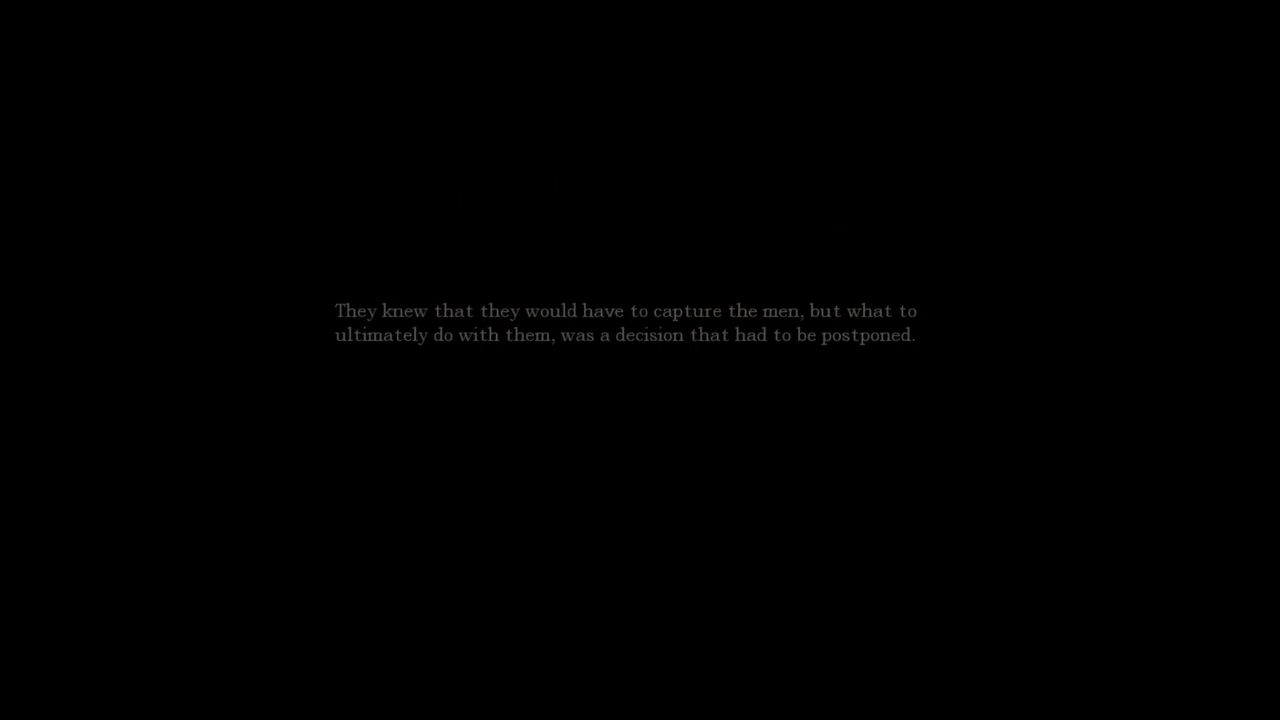 They knew that they would have to capture the men, but what to
ultimately do with them, was a decision that had to be postponed.